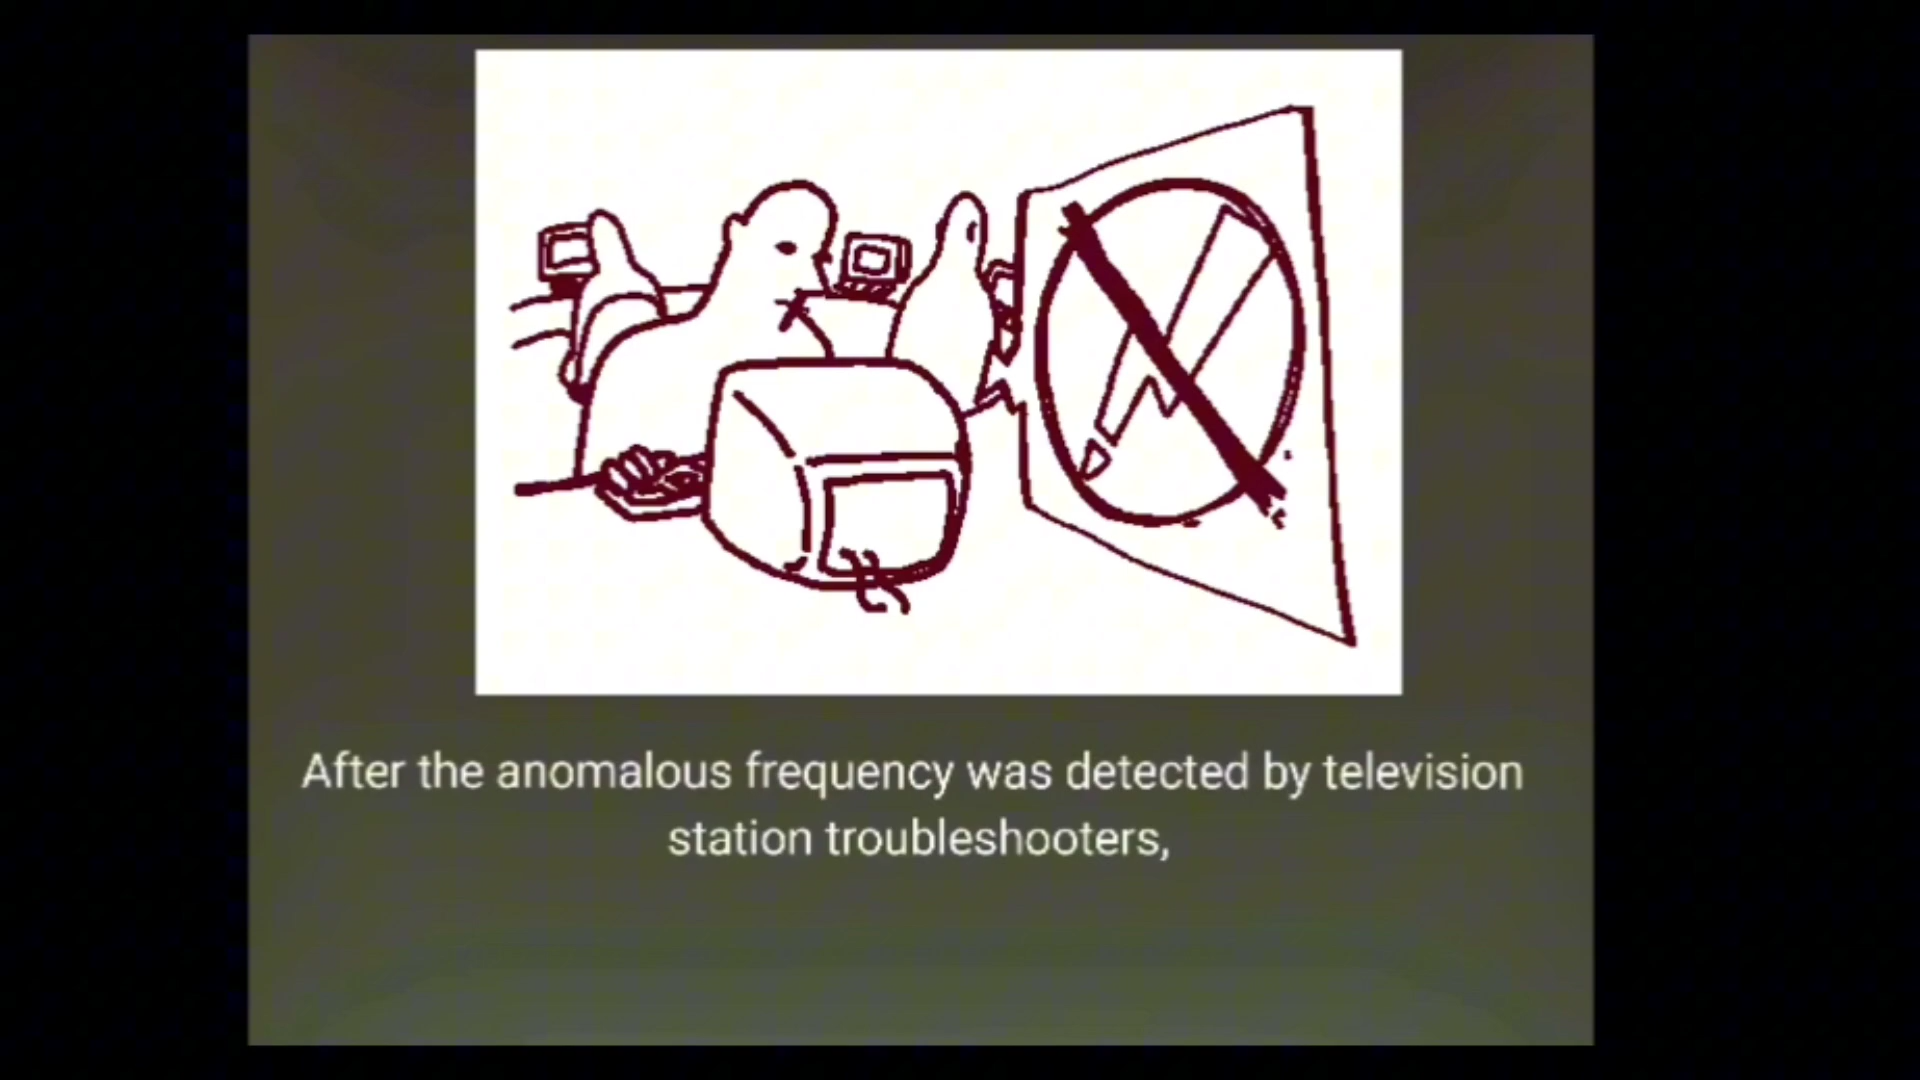 After the anomalous frequency was detected by television
station troubleshooters,